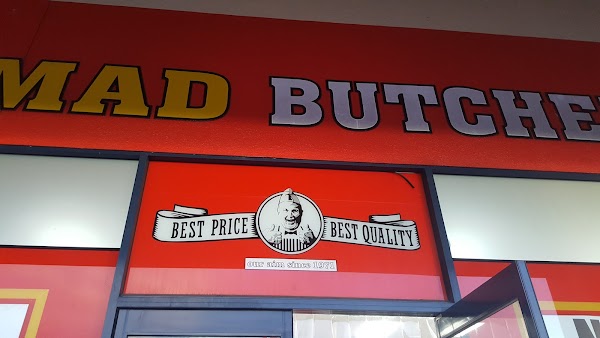 MAD BUTCHE
BEST PRICE BEST QUALITY
our aim since 1971